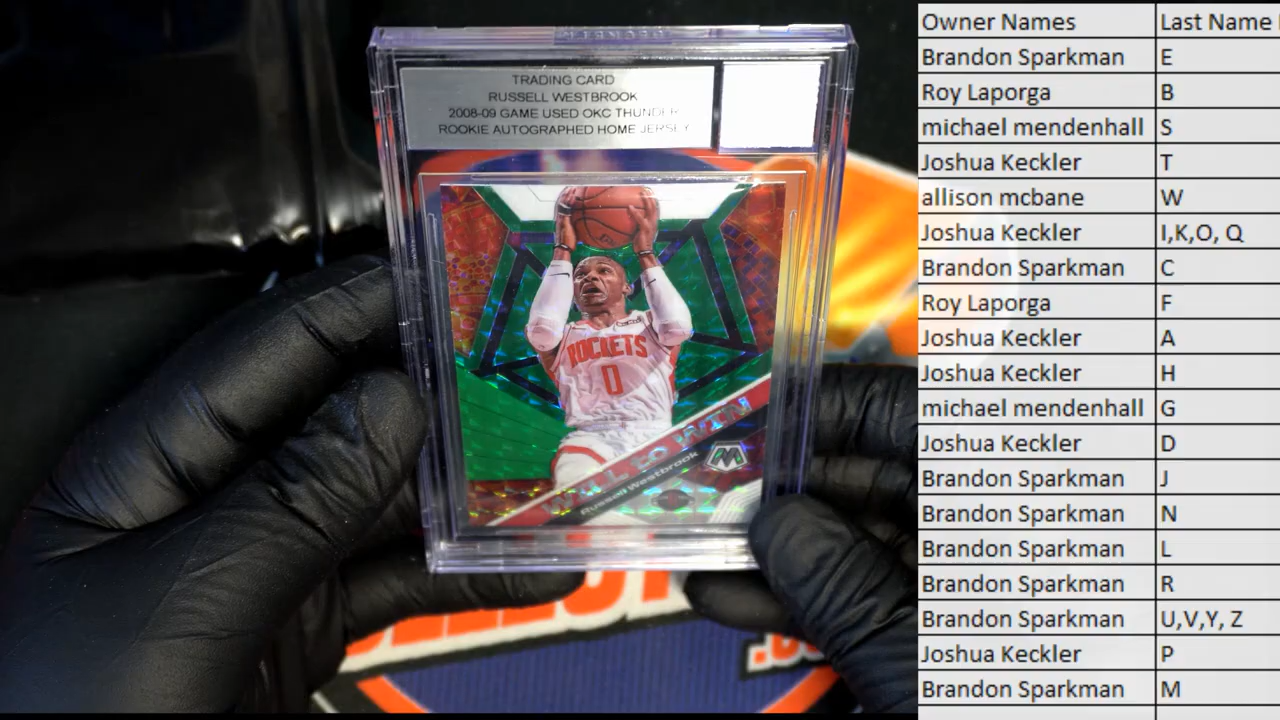 TRADING CARD
RUSSELL WESTBROOK
2008-09 GAME USED OKC THUNDER
ROOKIE AUTOGRAPHED HOME JERSEY
ROCKETS
0
WILL TO WIN
Russell Westbrook
Owner Names Last Name
Brandon Sparkman E
Roy Laporga B
michael mendenhall S
Joshua Keckler T
allison mcbane W
Joshua Keckler I,K,O, Q
Brandon Sparkman C
Roy Laporga F
Joshua Keckler A
Joshua Keckler H
michael mendenhall G
Joshua Keckler D
Brandon Sparkman J
Brandon Sparkman N
Brandon Sparkman L
Brandon Sparkman R
Brandon Sparkman U,V,Y, Z
Joshua Keckler P
Brandon Sparkman M